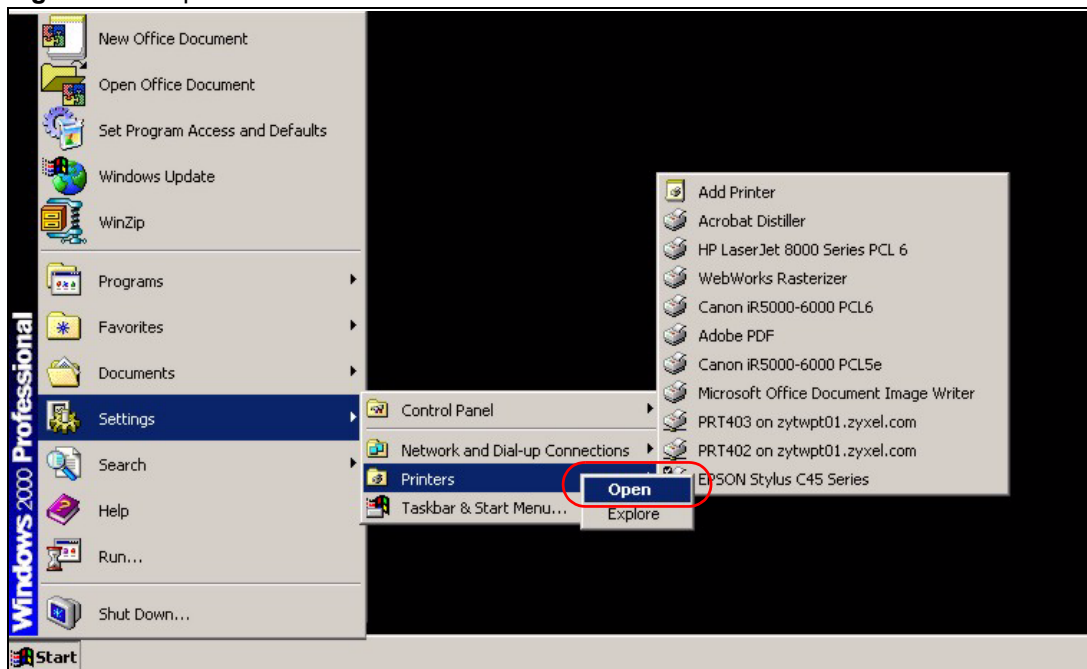 New Office Document
Open Office Document
Set Program Access and Defaults
Windows Update
WinZip
Programs
Favorites
Documents
Settings
Search
Help
Run...
Shut Down...
Windows 2000 Professional
Start
Control Panel
Network and Dial-up Connections
Printers
Taskbar & Start Menu...
Open
Explore
Add Printer
Acrobat Distiller
HP LaserJet 8000 Series PCL 6
WebWorks Rasterizer
Canon iR5000-6000 PCL6
Adobe PDF
Canon iR5000-6000 PCL5e
Microsoft Office Document Image Writer
PRT403 on zytwpt01.zyxel.com
PRT402 on zytwpt01.zyxel.com
EPSON Stylus C45 Series